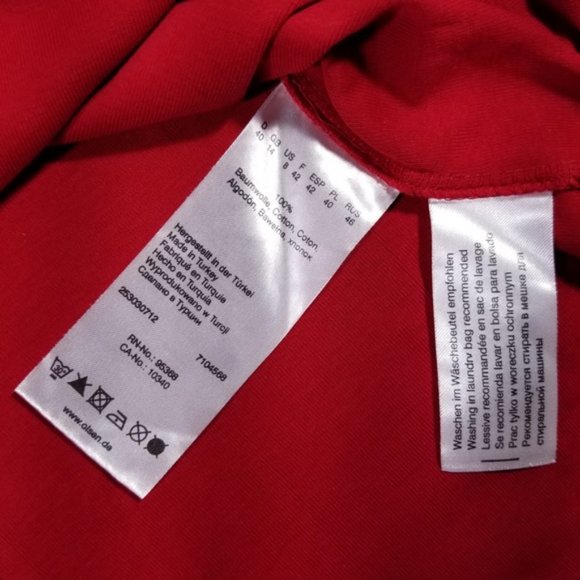 D GB US F ESP PL RUS
40 14 8 42 42 40 46
100%
Baumwolle, Cotton, Coton,
Algodón, Bawełna, хлопок
Hergestellt in der Türkei
Made in Turkey
Fabriqué en Turquie
Hecho en Turquie
Wyprodukowano w Turcji
Сделано в Турции
253030712
7104568
RN-No.: 95368
CA-No.: 10340
www.olsen.de
Waschen im Wäschebeutel empfohlen
Washing in laundry bag recommended
Lessive recommandée en sac de lavage
Se recomienda lavar en bolsa para lavado
Prac tylko w woreczku ochronnym
Рекомендуется стирать в мешке для
стиральной машины